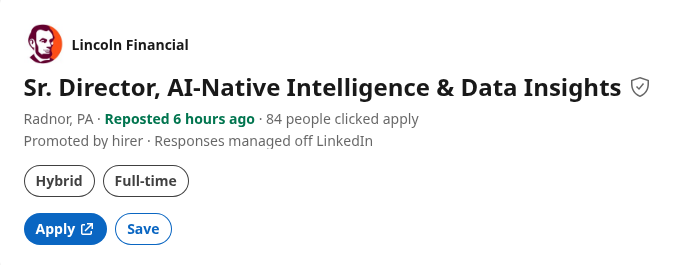 Lincoln Financial
Sr. Director, AI-Native Intelligence & Data Insights
Radnor, PA · Reposted 6 hours ago · 84 people clicked apply
Promoted by hirer · Responses managed off LinkedIn
Hybrid Full-time
Apply Save